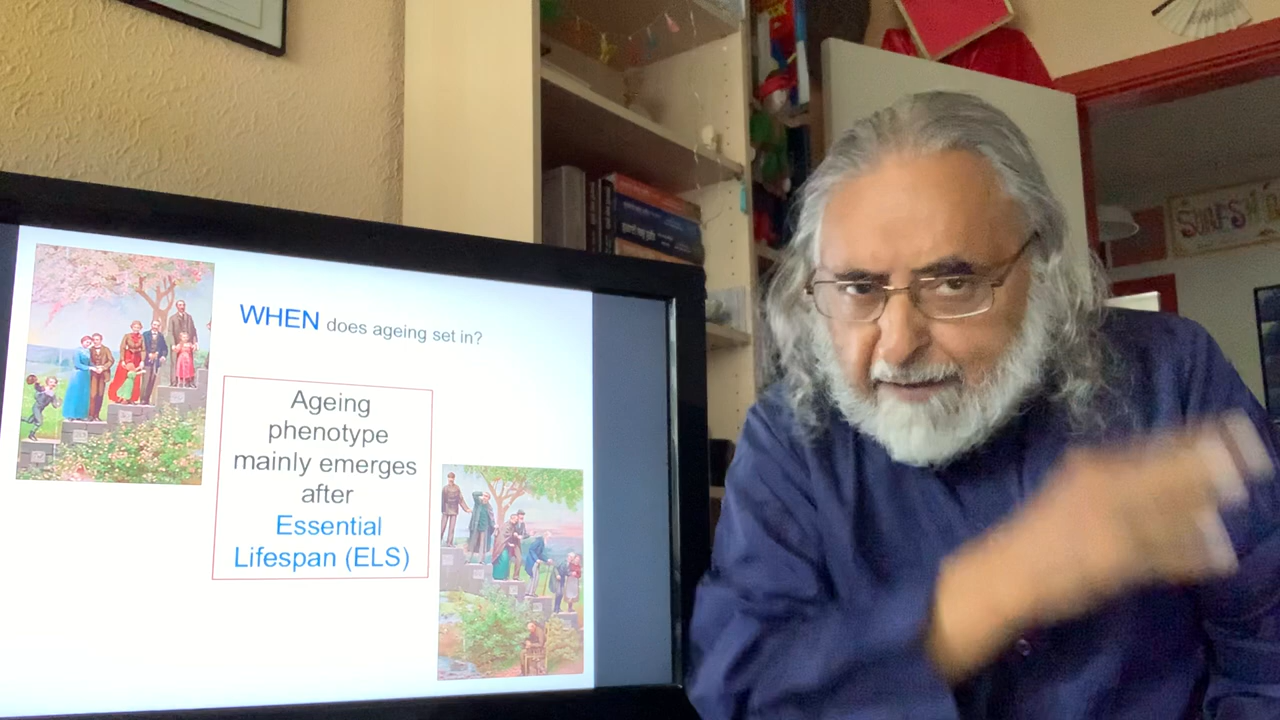 WHEN does ageing set in?
Ageing
phenotype
mainly emerges
after
Essential
Lifespan (ELS)